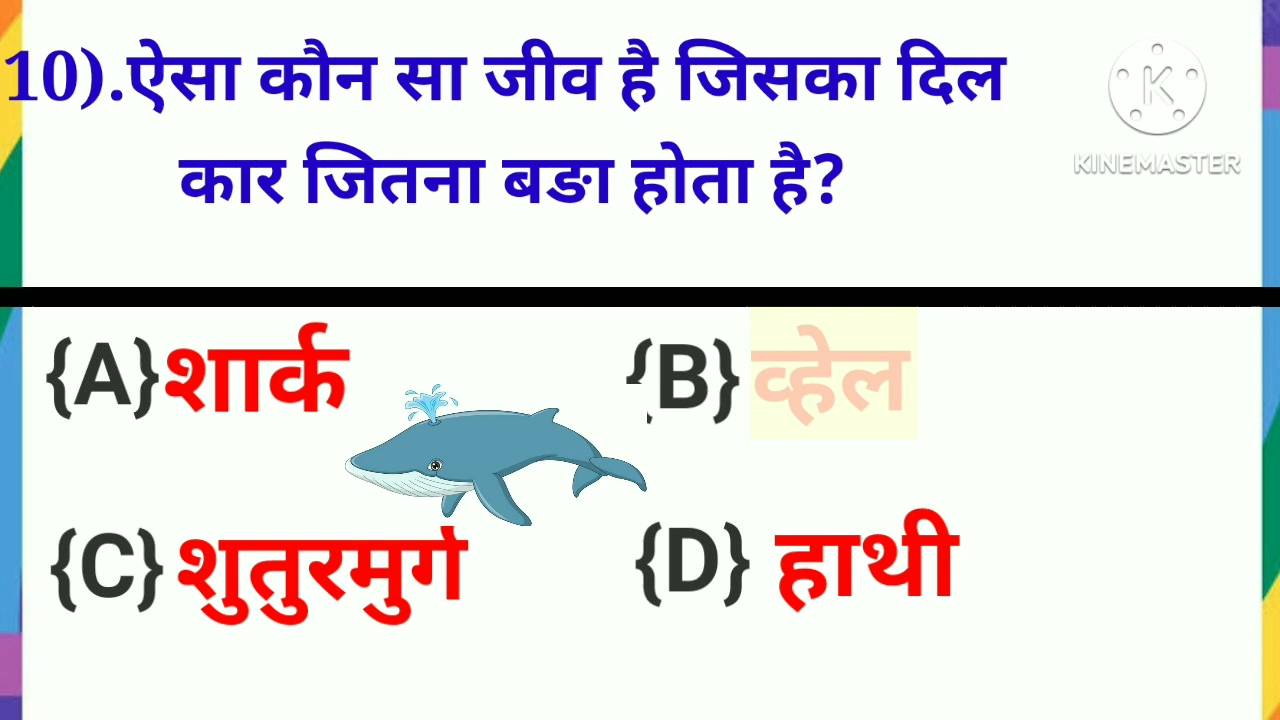 10).ऐसा कौन सा जीव है जिसका दिल
कार जितना बङा होता है?
KINEMASTER
{A}शार्क
{B}व्हेल
{C}शुतुरमुर्ग
{D} हाथी